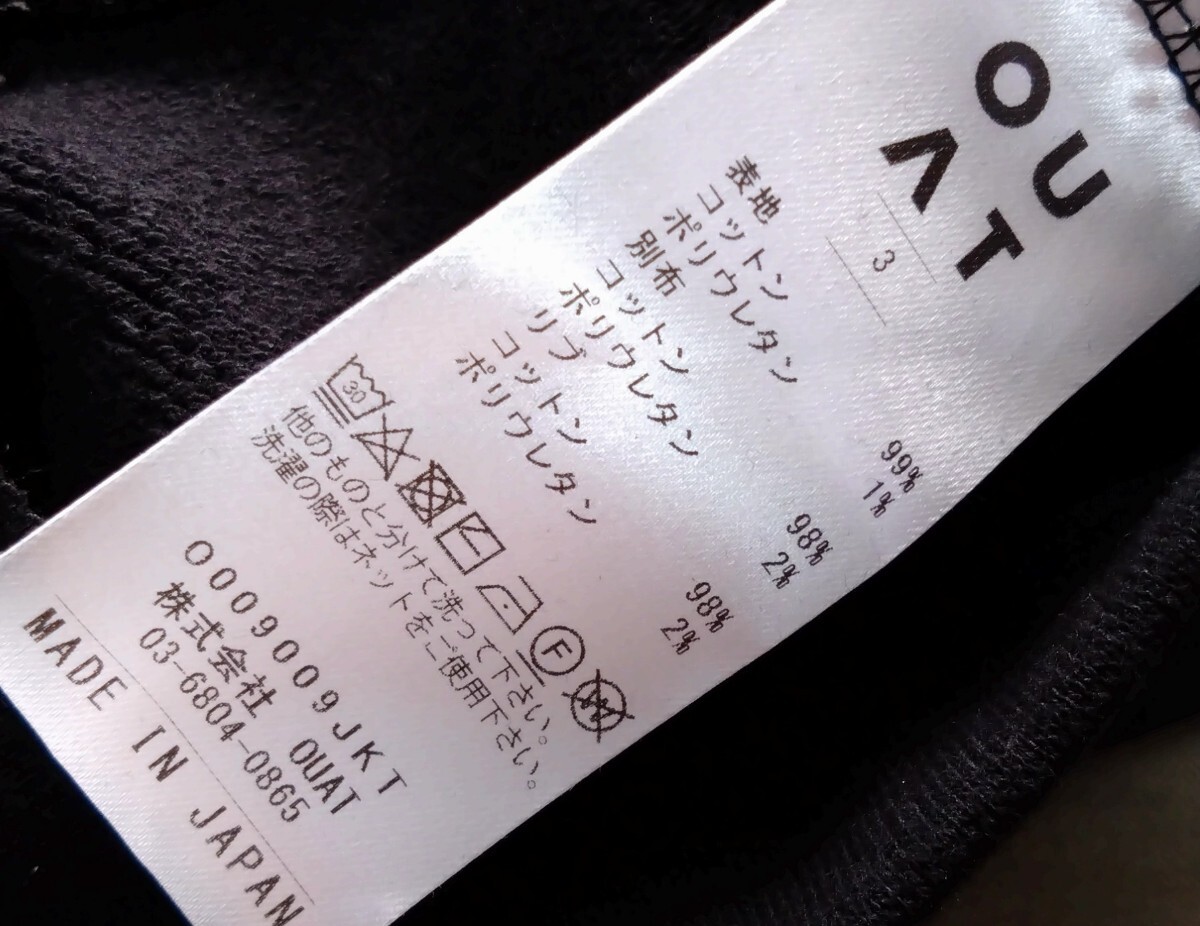 OU
AT
3
表地
コットン 99%
ポリウレタン 1%
別布
コットン 98%
ポリウレタン 2%
リブ
コットン 98%
ポリウレタン 2%
30
F
W
他のものと分けて洗って下さい。
洗濯の際はネットをご使用下さい。
O009009JKT
株式会社 OUAT
03-6804-0865
MADE IN JAPAN